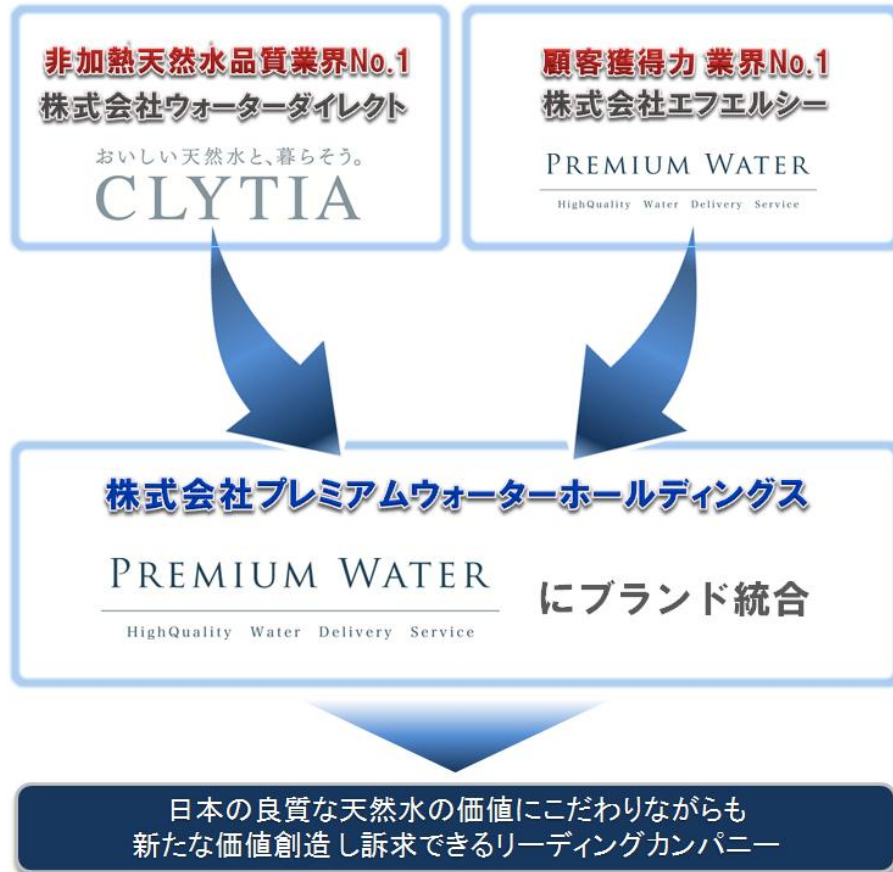 非加熱天然水品質業界No.1
株式会社ウォーターダイレクト
おいしい天然水と、暮らそう。
CLYTIA
顧客獲得力 業界No.1
株式会社エフエルシー
PREMIUM WATER
HighQuality Water Delivery Service
株式会社プレミアムウォーターホールディングス
PREMIUM WATER
HighQuality Water Delivery Service
にブランド統合
日本の良質な天然水の価値にこだわりながらも
新たな価値創造し訴求できるリーディングカンパニー